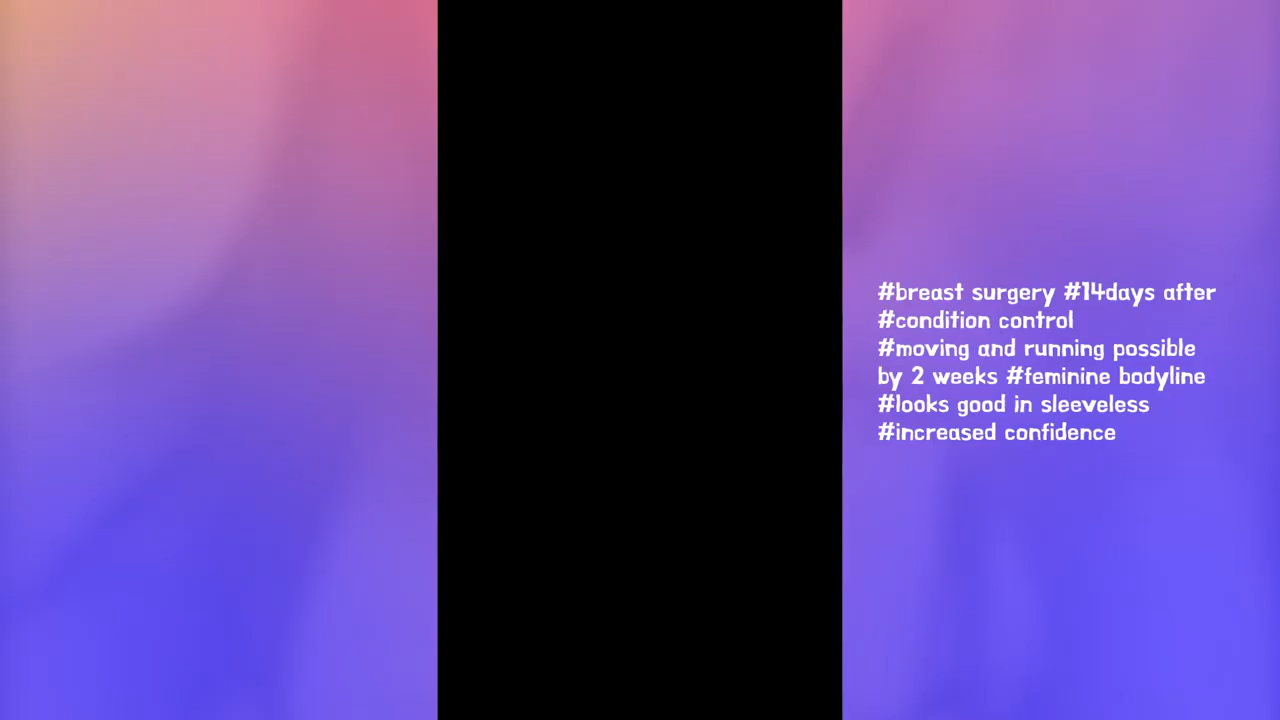 #breast surgery #14days after
#condition control
#moving and running possible
by 2 weeks #feminine bodyline
#looks good in sleeveless
#increased confidence